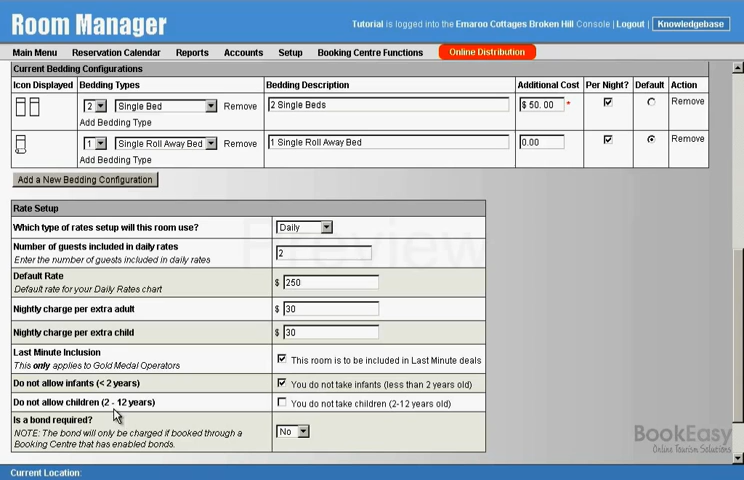 Room Manager
Tutorial is logged into the Emaroo Cottages Broken Hill Console | Logout | Knowledgebase
Main Menu Reservation Calendar Reports Accounts Setup Booking Centre Functions Online Distribution
Current Bedding Configurations
Icon Displayed Bedding Types Bedding Description Additional Cost Per Night? Default Action
2 Single Bed Remove 2 Single Beds $ 50. 00 * Remove
Add Bedding Type
1 Single Roll Away Bed Remove 1 Single Roll Away Bed 0.00 Remove
Add Bedding Type
Add a New Bedding Configuration
Rate Setup
Which type of rates setup will this room use? Daily
Number of guests included in daily rates 2
Enter the number of guests included in daily rates
Preview
Default Rate $ 250
Default rate for your Daily Rates chart
Nightly charge per extra adult $ 30
Nightly charge per extra child $ 30
Last Minute Inclusion
This only applies to Gold Medal Operators This room is to be included in Last Minute deals
Do not allow infants (< 2 years) You do not take infants (less than 2 years old)
Do not allow children (2 - 12 years) You do not take children (2-12 years old)
Is a bond required? No
NOTE: The bond will only be charged if booked through a
Booking Centre that has enabled bonds.
BookEasy
Online Tourism Solutions
Current Location: